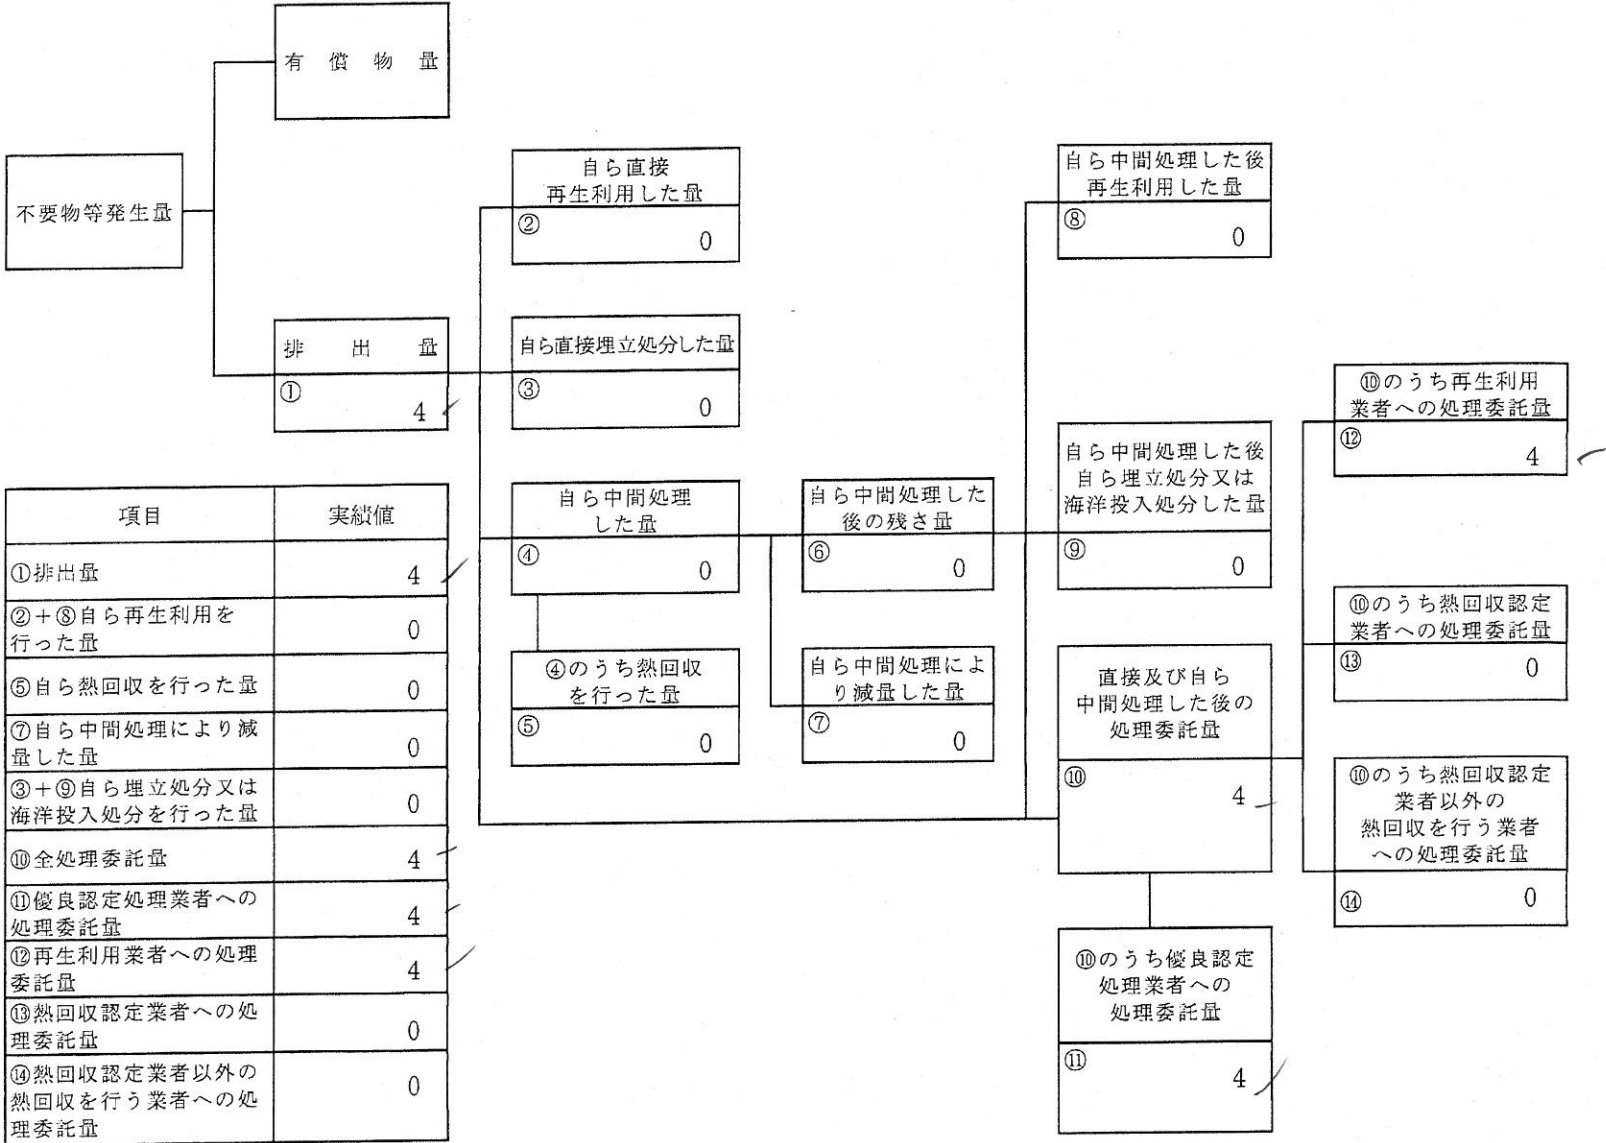 有償物量
不要物等発生量
排出量
①
4
自ら直接
再生利用した量
②
0
自ら直接埋立処分した量
③
0
自ら中間処理
した量
④
0
④のうち熱回収
を行った量
⑤
0
自ら中間処理した
後の残さ量
⑥
0
自ら中間処理によ
り減量した量
⑦
0
自ら中間処理した後
再生利用した量
⑧
0
自ら中間処理した後
自ら埋立処分又は
海洋投入処分した量
⑨
0
直接及び自ら
中間処理した後の
処理委託量
⑩
4
⑩のうち優良認定
処理業者への
処理委託量
⑪
4
⑩のうち再生利用
業者への処理委託量
⑫
4
⑩のうち熱回収認定
業者への処理委託量
⑬
0
⑩のうち熱回収認定
業者以外の
熱回収を行う業者
への処理委託量
⑭
0
項目 実績値
①排出量 4
②+⑧自ら再生利用を
行った量 0
⑤自ら熱回収を行った量 0
⑦自ら中間処理により減
量した量 0
③+⑨自ら埋立処分又は
海洋投入処分を行った量 0
⑩全処理委託量 4
⑪優良認定処理業者への
処理委託量 4
⑫再生利用業者への処理
委託量 4
⑬熱回収認定業者への処
理委託量 0
⑭熱回収認定業者以外の
熱回収を行う業者への処
理委託量 0